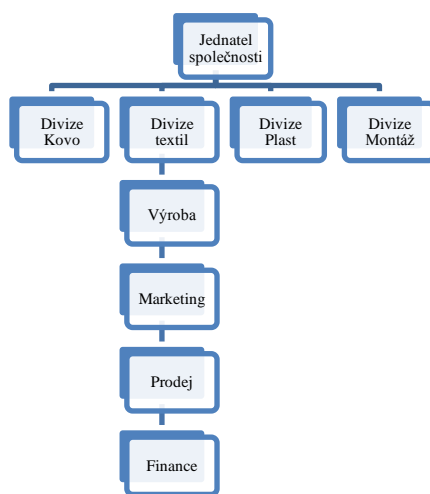 Jednatel
společnosti
Divize
Kovo
Divize
textil
Divize
Plast
Divize
Montáž
Výroba
Marketing
Prodej
Finance